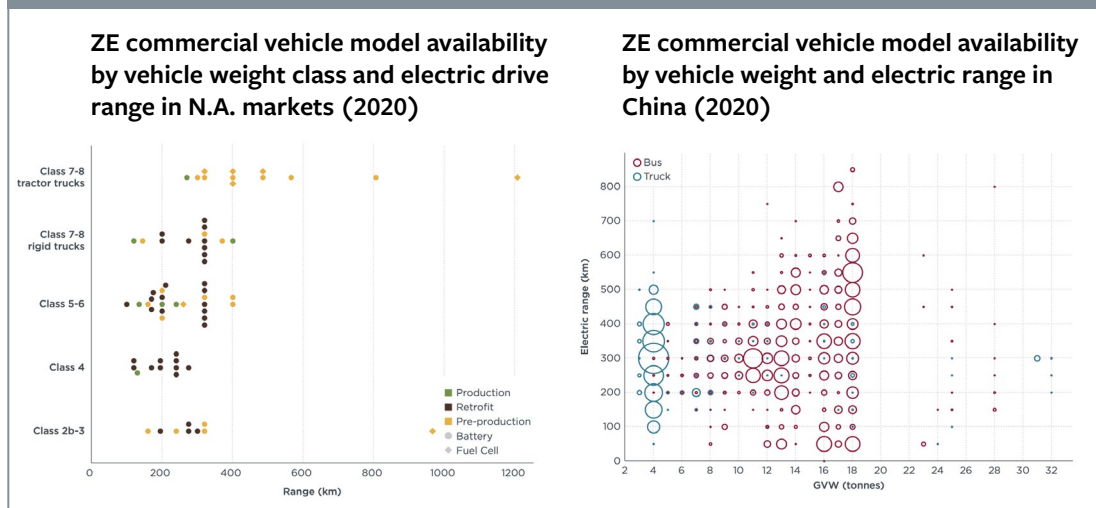 ZE commercial vehicle model availability
by vehicle weight class and electric drive
range in N.A. markets (2020)
Class 7-8
tractor trucks
Class 7-8
rigid trucks
Class 5-6
Class 4
Class 2b-3
Production
Retrofit
Pre-production
Battery
Fuel Cell
0 200 400 600 800 1000 1200
Range (km)
ZE commercial vehicle model availability
by vehicle weight and electric range in
China (2020)
Bus
Truck
Electric range (km)
800
700
600
500
400
300
200
100
0
2 4 6 8 10 12 14 16 18 20 22 24 26 28 30 32
GVW (tonnes)